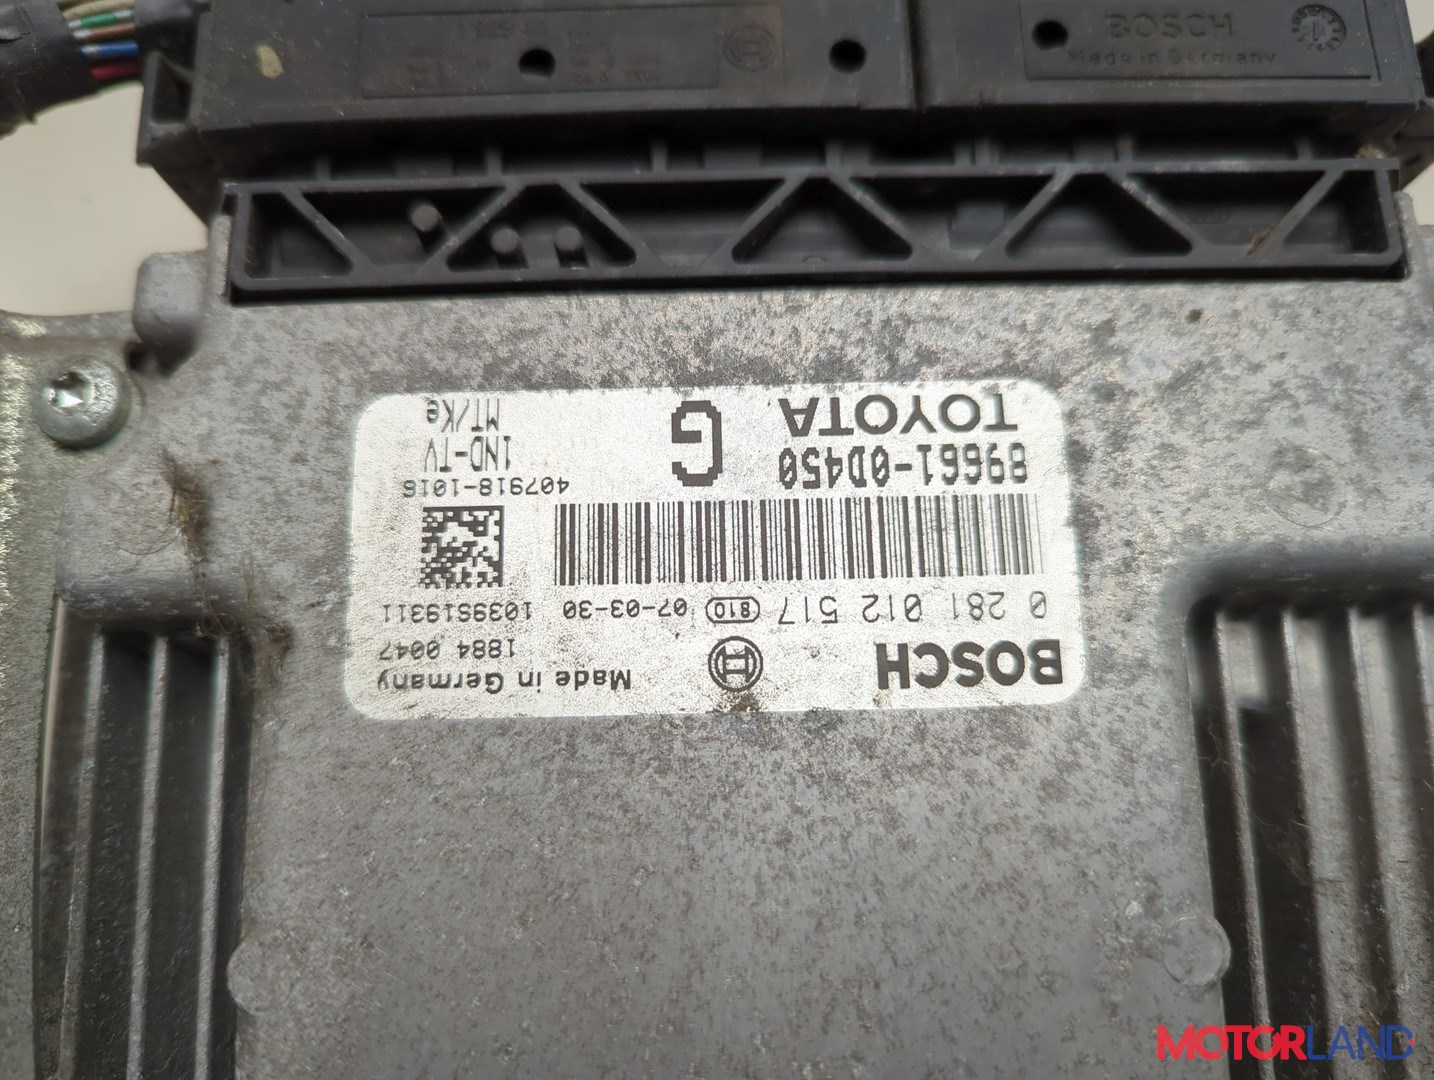 BOSCH
Made in Germany
BOSCH
Made in Germany
0 281 012 517 810 07-03-30
1884 0047
1039S19311
89661-0D450
G
407918-1016
TOYOTA
1ND-TV
MT/Ke
MOTORLAND